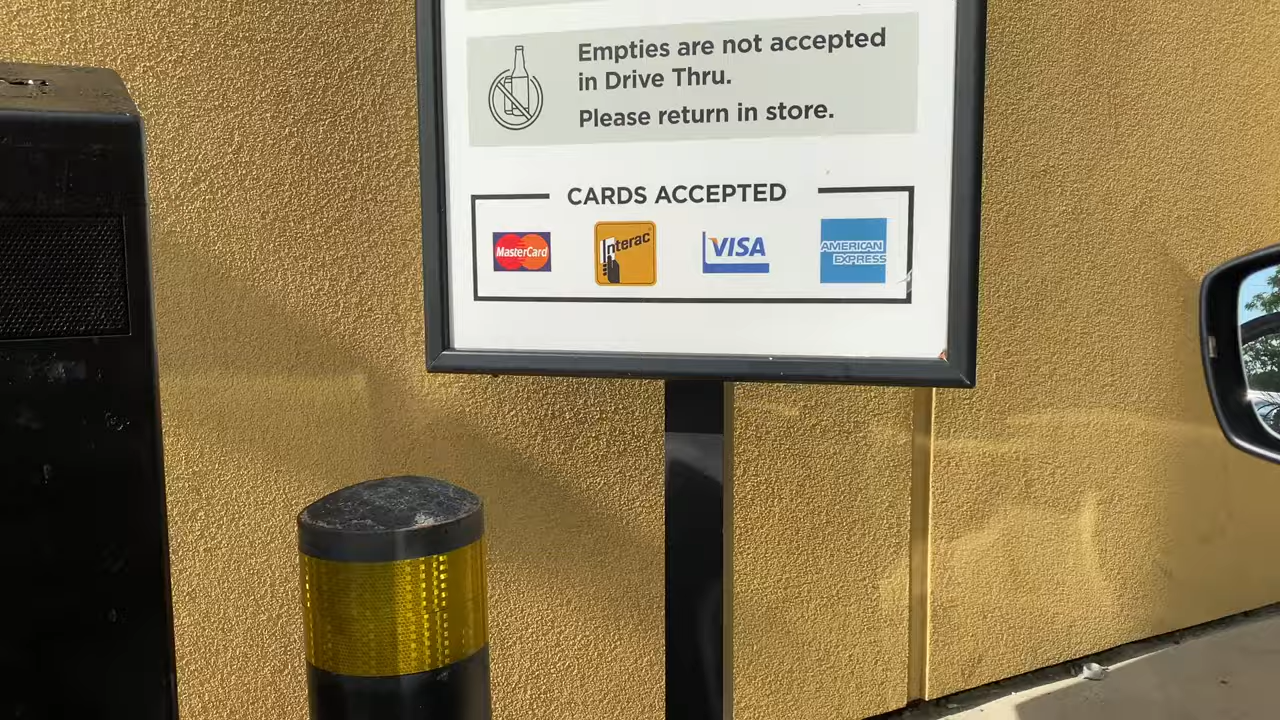 Empties are not accepted
in Drive Thru.
Please return in store.
CARDS ACCEPTED
MasterCard
Interac
VISA
AMERICAN
EXPRESS